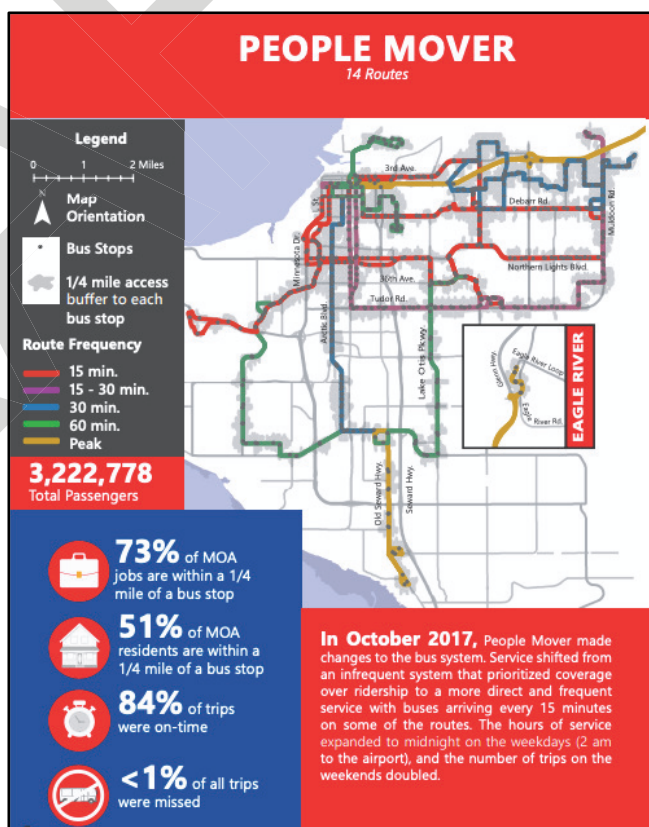 PEOPLE MOVER
14 Routes
Legend
0 1 2 Miles
N
Map
Orientation
Bus Stops
1/4 mile access
buffer to each
bus stop
Route Frequency
15 min.
15 - 30 min.
30 min.
60 min.
Peak
3,222,778
Total Passengers
3rd Ave.
Debarr Rd.
Muldoon Rd.
Minnesota Dr.
Northern Lights Blvd.
36th Ave.
Tudor Rd.
Arctic Blvd.
Lake Otis Pkwy.
Old Seward Hwy.
Seward Hwy.
Glenn Hwy.
Eagle River Loop
Eagle River Rd.
EAGLE RIVER
73% of MOA
jobs are within a 1/4
mile of a bus stop
51% of MOA
residents are within a
1/4 mile of a bus stop
84% of trips
were on-time
<1% of all trips
were missed
In October 2017, People Mover made
changes to the bus system. Service shifted from
an infrequent system that prioritized coverage
over ridership to a more direct and frequent
service with buses arriving every 15 minutes
on some of the routes. The hours of service
expanded to midnight on the weekdays (2 am
to the airport), and the number of trips on the
weekends doubled.